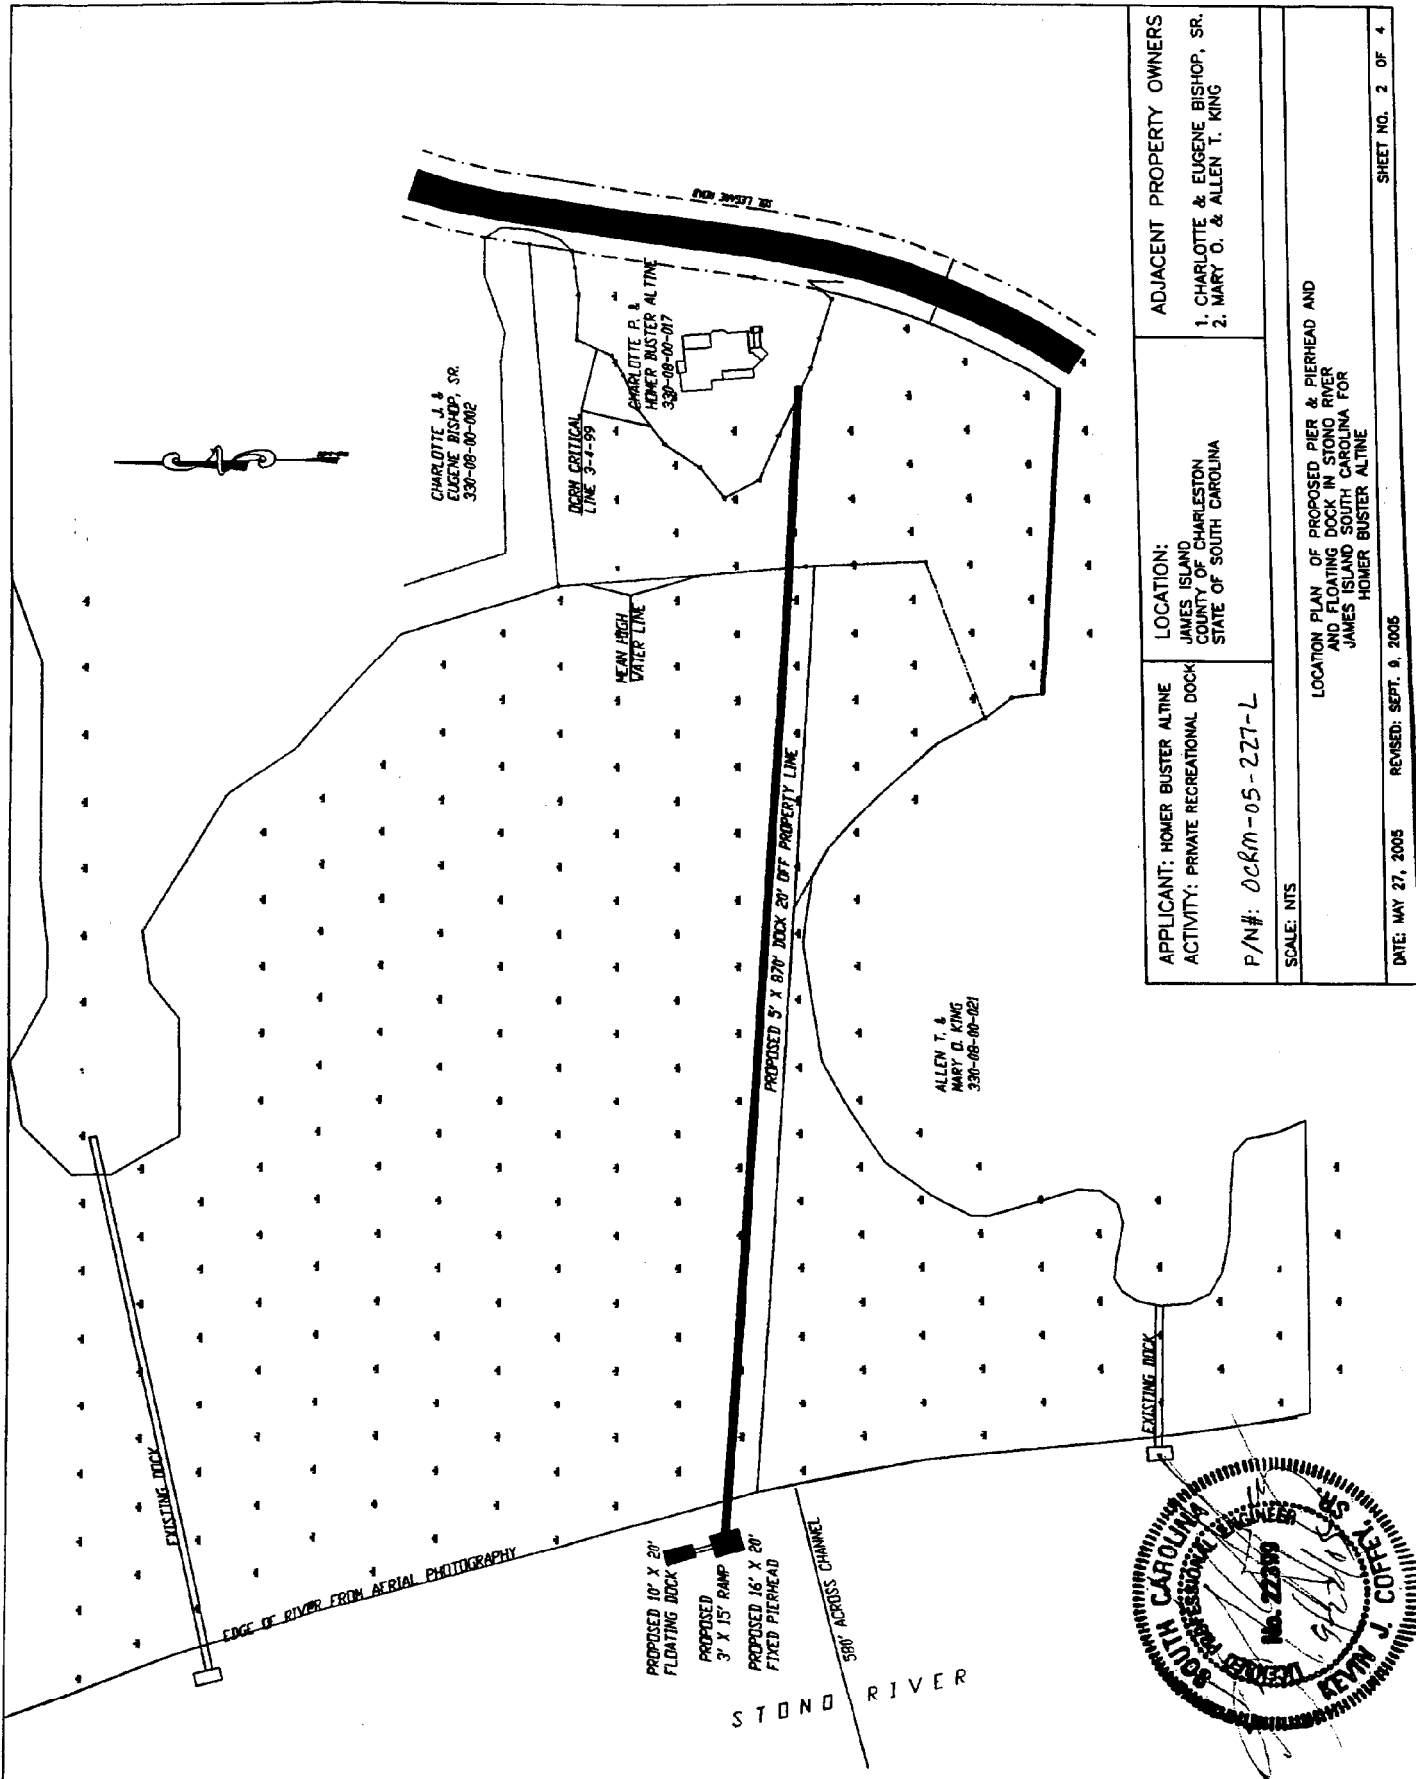 CHARLOTTE J. &
EUGENE BISHOP, SR.
330-08-00-002
OCRM CRITICAL
LINE 3-4-99
CHARLOTTE P. &
HOMER BUSTER ALTINE
330-08-00-017
LEGARE ROAD
MEAN HIGH
WATER LINE
PROPOSED 5' X 870' DOCK 20' OFF PROPERTY LINE
ALLEN T. &
MARY O. KING
330-08-00-021
EXISTING DOCK
EXISTING DOCK
EDGE OF RIVER FROM AERIAL PHOTOGRAPHY
PROPOSED 10' X 20'
FLOATING DOCK
PROPOSED
3' X 15' RAMP
PROPOSED 16' X 20'
FIXED PIERHEAD
580' ACROSS CHANNEL
STONO RIVER
SOUTH CAROLINA
LICENSED PROFESSIONAL ENGINEER
No. 22399
KEVIN J. COFFEY, SR.
APPLICANT: HOMER BUSTER ALTINE
ACTIVITY: PRIVATE RECREATIONAL DOCK
P/N#: OCRM-05-227-L
LOCATION:
JAMES ISLAND
COUNTY OF CHARLESTON
STATE OF SOUTH CAROLINA
ADJACENT PROPERTY OWNERS
1. CHARLOTTE & EUGENE BISHOP, SR.
2. MARY O. & ALLEN T. KING
SCALE: NTS
LOCATION PLAN OF PROPOSED PIER & PIERHEAD AND
AND FLOATING DOCK IN STONO RIVER
JAMES ISLAND SOUTH CAROLINA FOR
HOMER BUSTER ALTINE
DATE: MAY 27, 2005 REVISED: SEPT. 9, 2005
SHEET NO. 2 OF 4